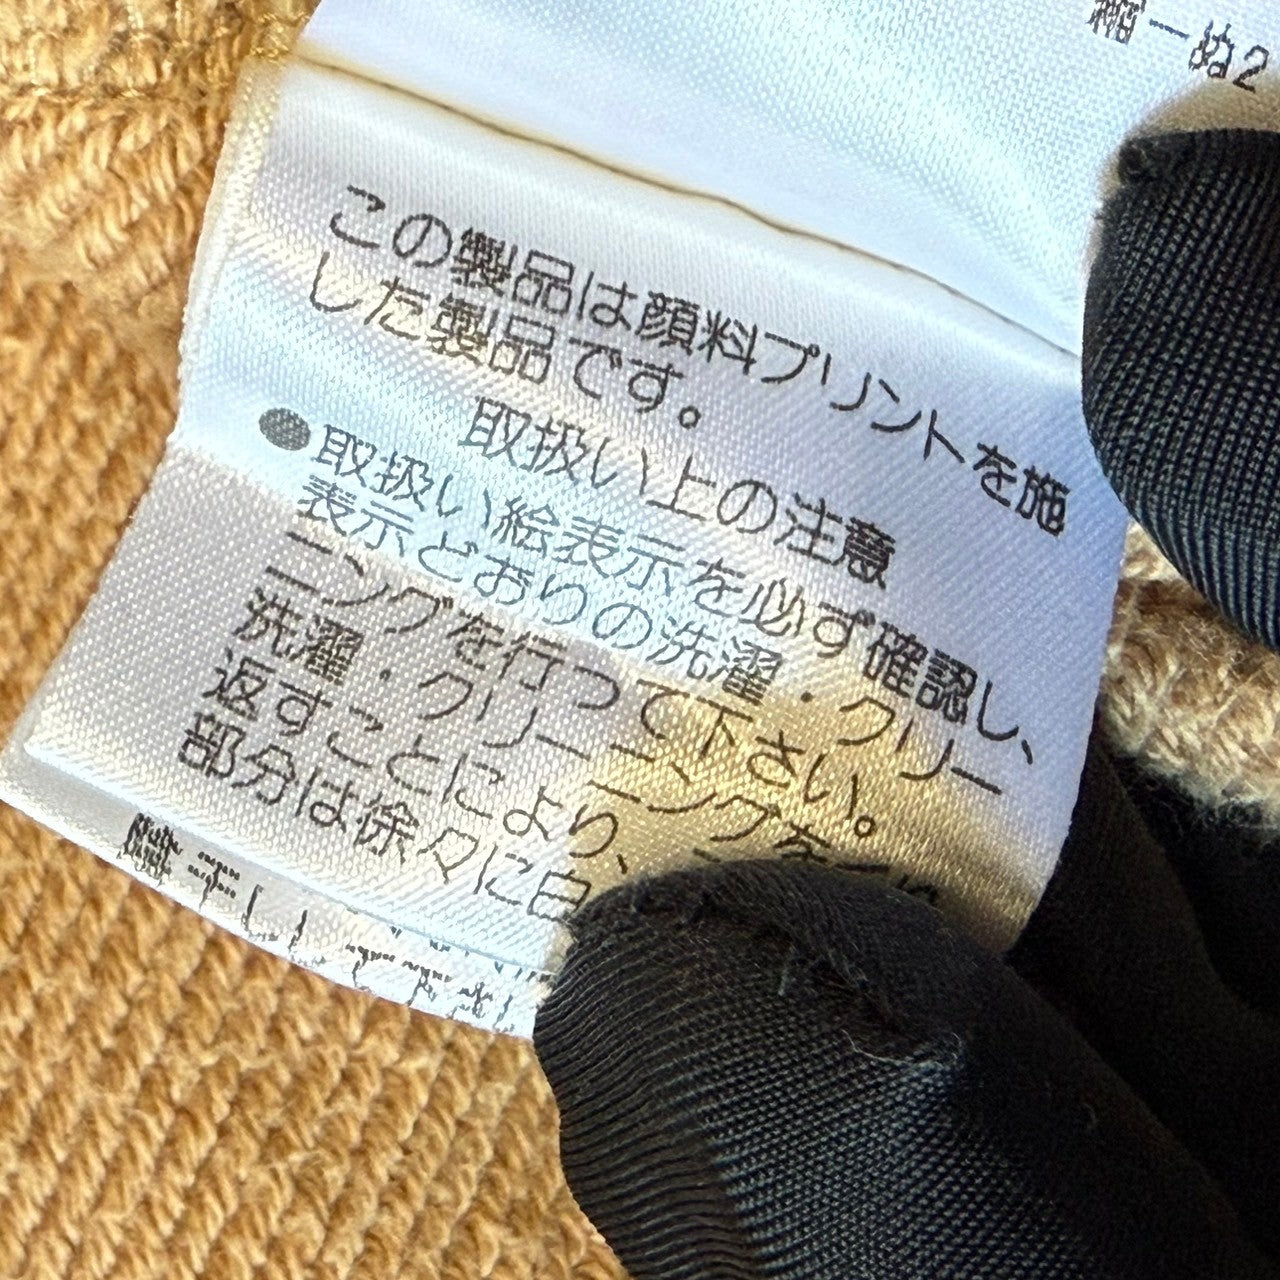 縮ーぬ2
この製品は顔料プリントを施
した製品です。
取扱い上の注意
●取扱い絵表示を必ず確認し、
表示どおりの洗濯・クリー
ニングを行って下さい。
洗濯・クリーニングを
返すことにより、
部分は徐々に白